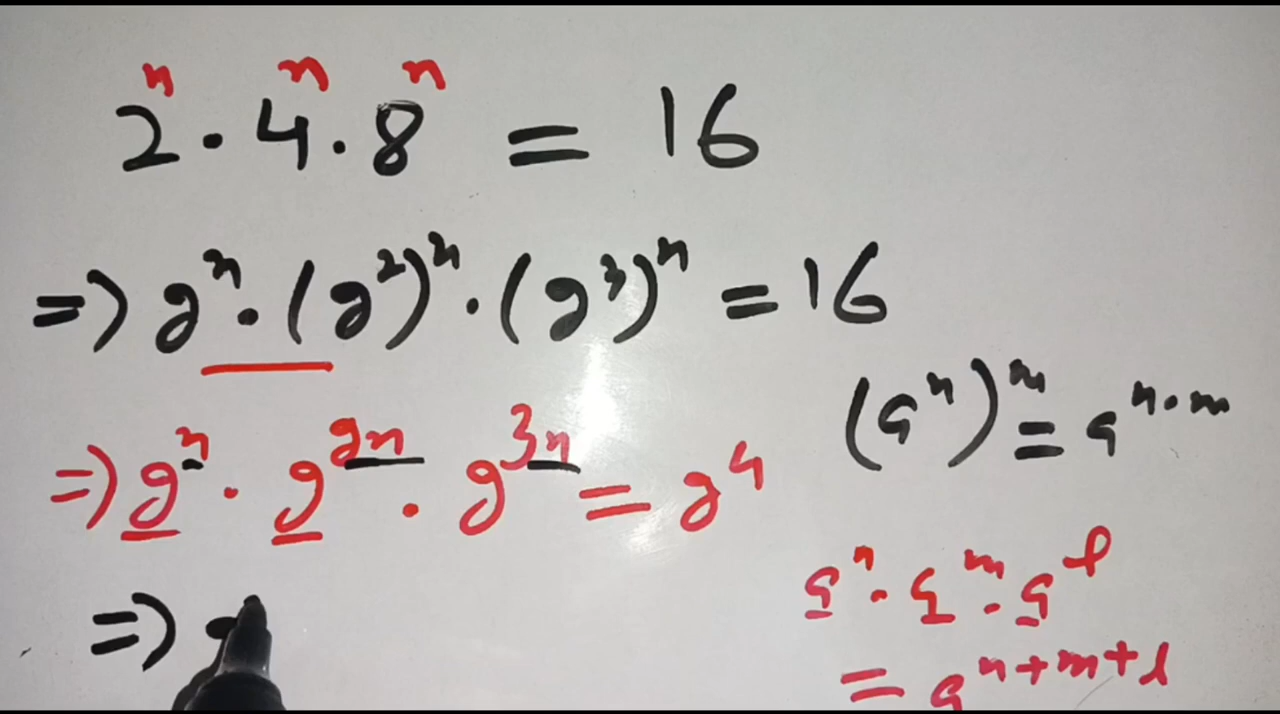 2ⁿ · 4ⁿ · 8ⁿ = 16
=> 2ⁿ · (2²)ⁿ · (2³)ⁿ = 16
(aⁿ)ᵐ = aⁿ·ᵐ
=> 2ⁿ · 2²ⁿ · 2³ⁿ = 2⁴
aⁿ · aᵐ · aˡ
=>
= aⁿ⁺ᵐ⁺ˡ